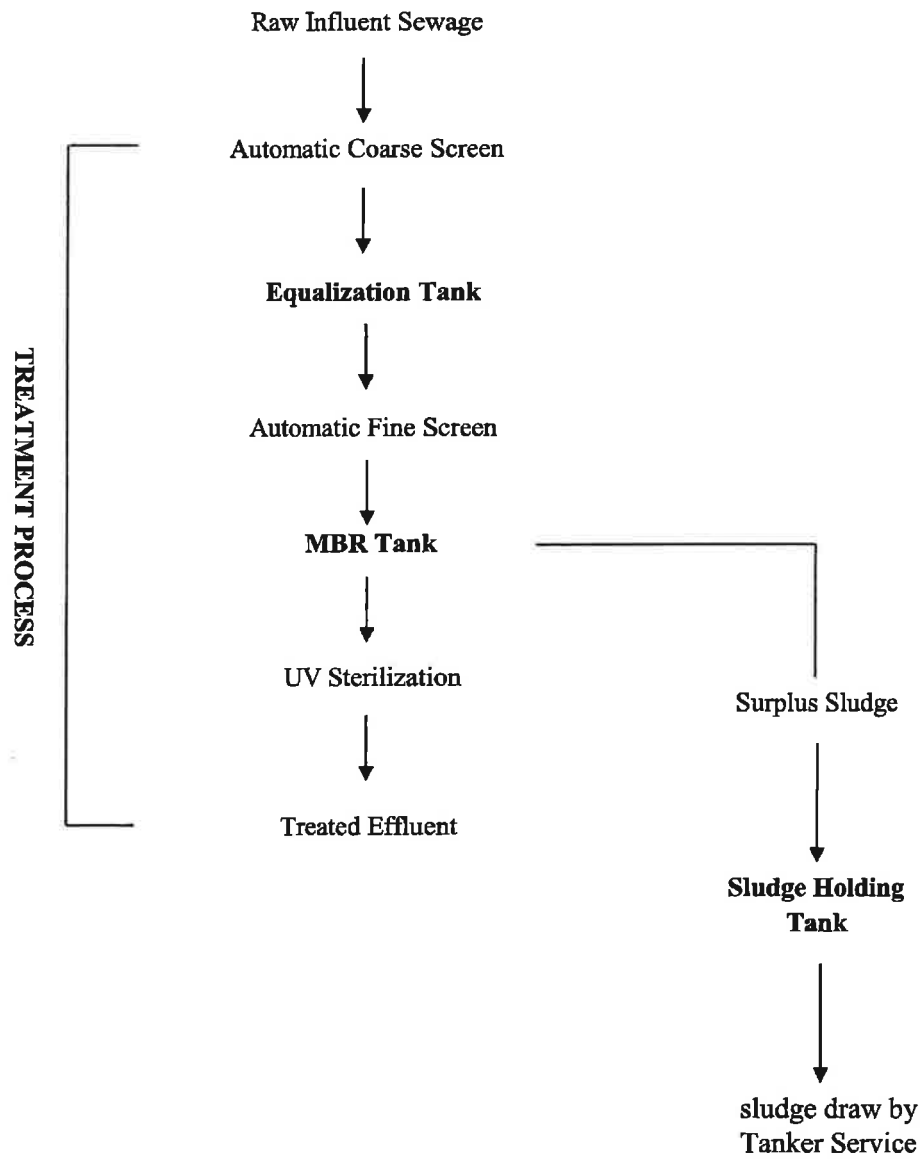 Raw Influent Sewage
Automatic Coarse Screen
Equalization Tank
Automatic Fine Screen
MBR Tank
UV Sterilization
Treated Effluent
TREATMENT PROCESS
Surplus Sludge
Sludge Holding
Tank
sludge draw by
Tanker Service